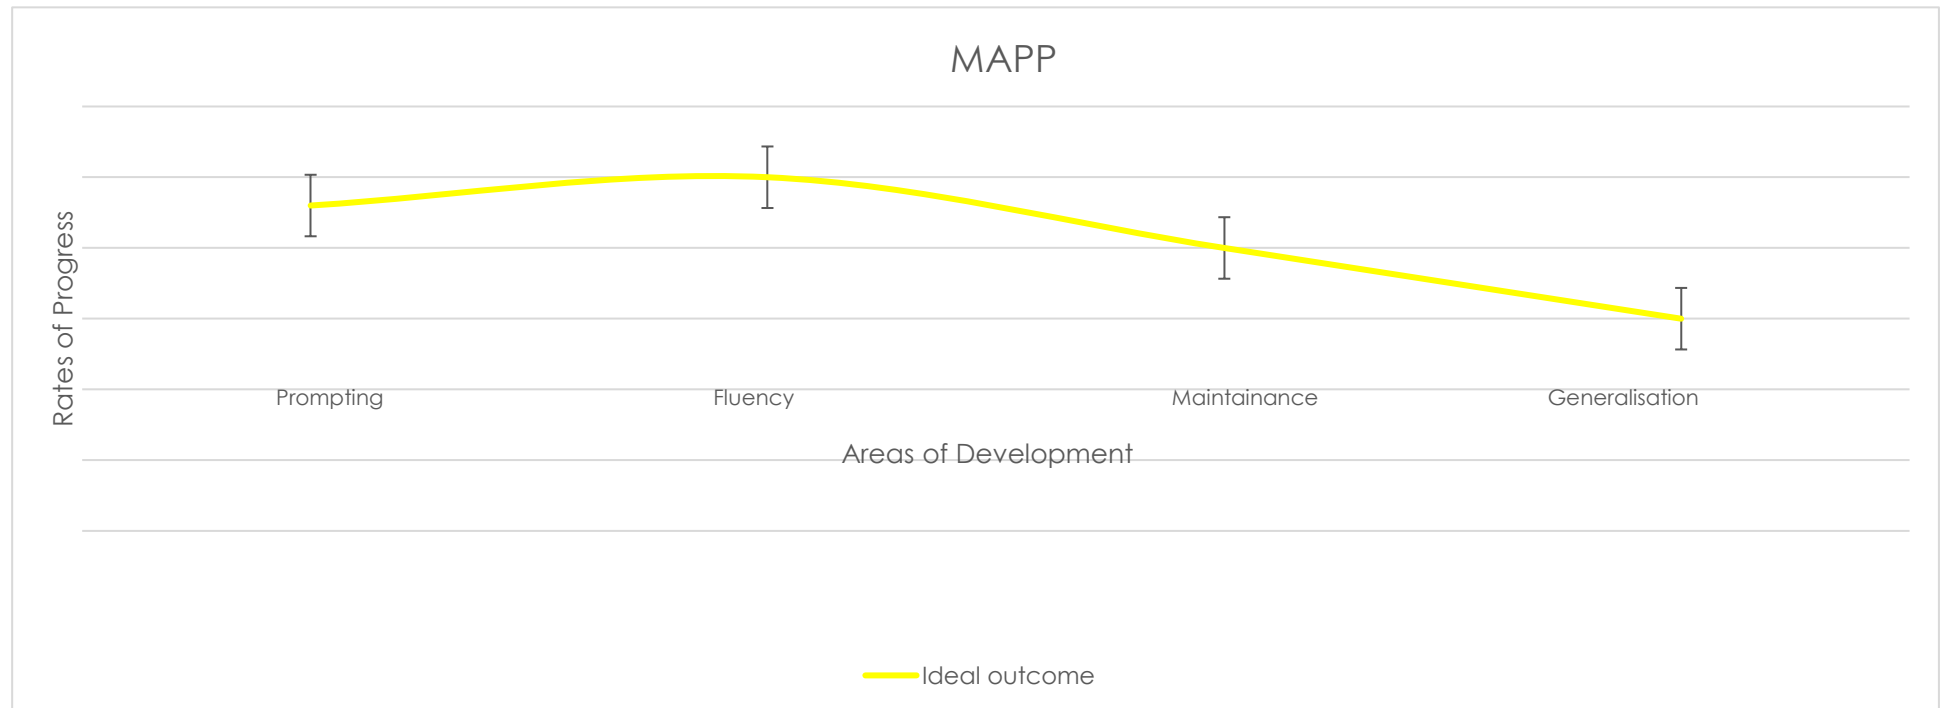 MAPP
Rates of Progress
Prompting
Fluency
Maintainance
Generalisation
Areas of Development
Ideal outcome